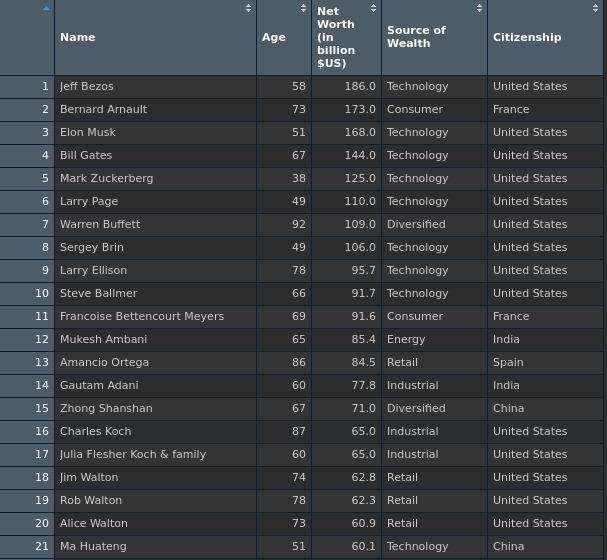 Name Age Net Worth (in billion $US) Source of Wealth Citizenship
1 Jeff Bezos 58 186.0 Technology United States
2 Bernard Arnault 73 173.0 Consumer France
3 Elon Musk 51 168.0 Technology United States
4 Bill Gates 67 144.0 Technology United States
5 Mark Zuckerberg 38 125.0 Technology United States
6 Larry Page 49 110.0 Technology United States
7 Warren Buffett 92 109.0 Diversified United States
8 Sergey Brin 49 106.0 Technology United States
9 Larry Ellison 78 95.7 Technology United States
10 Steve Ballmer 66 91.7 Technology United States
11 Francoise Bettencourt Meyers 69 91.6 Consumer France
12 Mukesh Ambani 65 85.4 Energy India
13 Amancio Ortega 86 84.5 Retail Spain
14 Gautam Adani 60 77.8 Industrial India
15 Zhong Shanshan 67 71.0 Diversified China
16 Charles Koch 87 65.0 Industrial United States
17 Julia Flesher Koch & family 60 65.0 Industrial United States
18 Jim Walton 74 62.8 Retail United States
19 Rob Walton 78 62.3 Retail United States
20 Alice Walton 73 60.9 Retail United States
21 Ma Huateng 51 60.1 Technology China